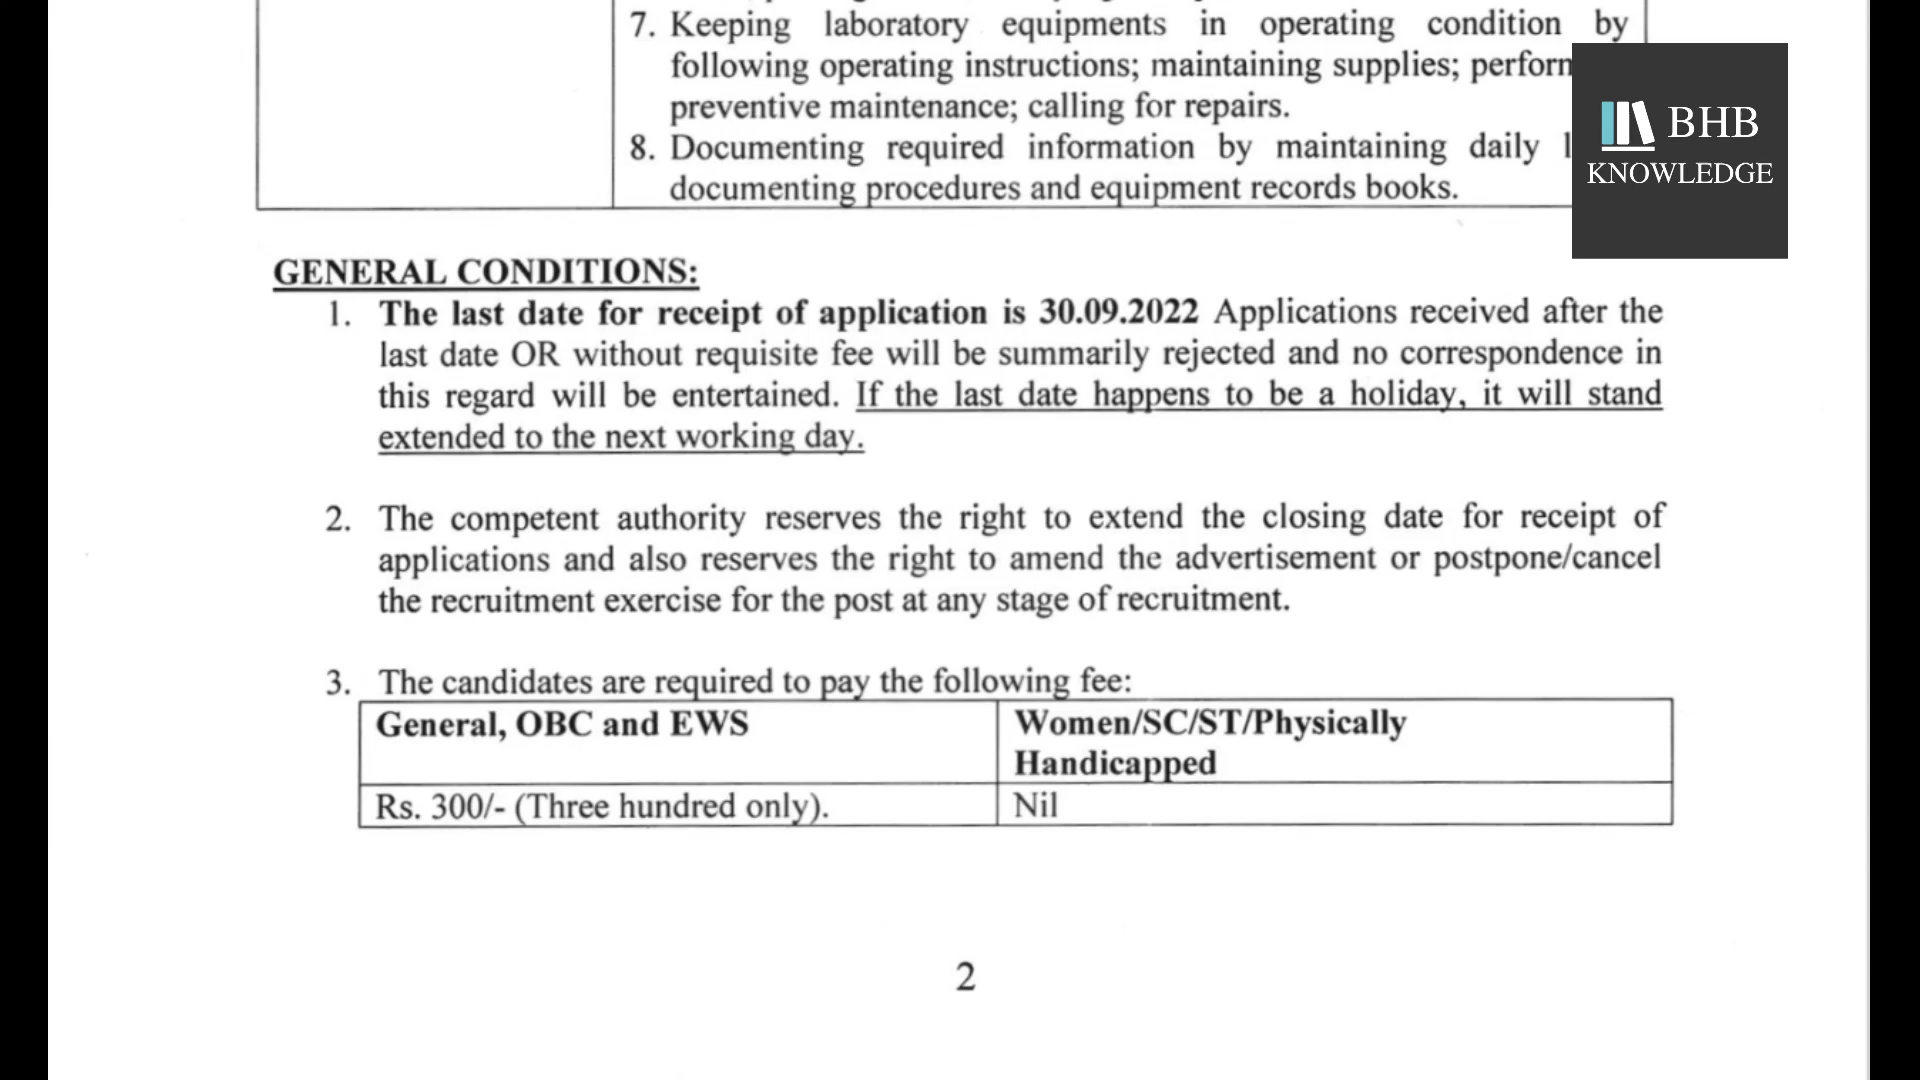 7. Keeping laboratory equipments in operating condition by
following operating instructions; maintaining supplies; perform
preventive maintenance; calling for repairs.
8. Documenting required information by maintaining daily
documenting procedures and equipment records books.
BHB
KNOWLEDGE
GENERAL CONDITIONS:
1. The last date for receipt of application is 30.09.2022 Applications received after the
last date OR without requisite fee will be summarily rejected and no correspondence in
this regard will be entertained. If the last date happens to be a holiday, it will stand
extended to the next working day.
2. The competent authority reserves the right to extend the closing date for receipt of
applications and also reserves the right to amend the advertisement or postpone/cancel
the recruitment exercise for the post at any stage of recruitment.
3. The candidates are required to pay the following fee:
General, OBC and EWS
Women/SC/ST/Physically
Handicapped
Rs. 300/- (Three hundred only).
Nil
2